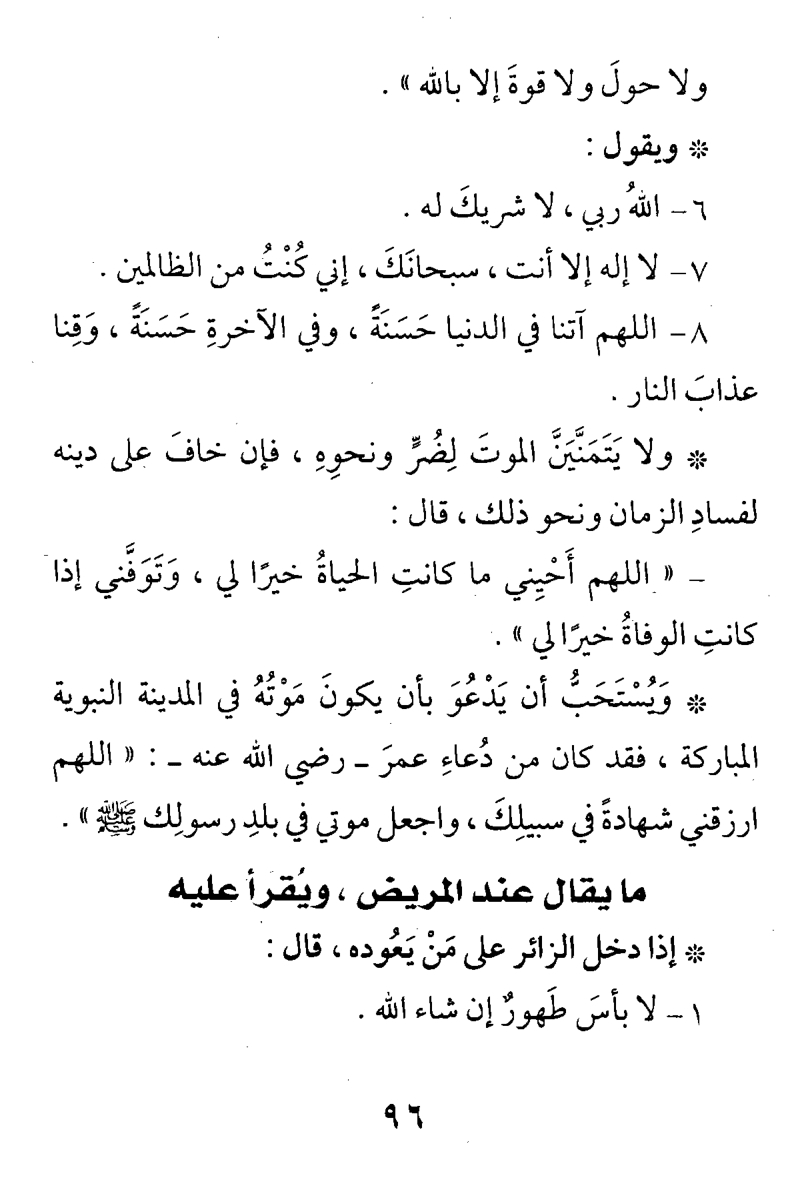 ولا حولَ ولا قوةَ إلا بالله » .
* ويقول :
٦ - اللهُ ربي ، لا شريكَ له .
٧ - لا إله إلا أنت ، سبحانَكَ ، إني كُنْتُ من الظالمين .
٨ - اللهم آتنا في الدنيا حَسَنَةً ، وفي الآخرةِ حَسَنَةً ، وَقِنا
عذابَ النار .
* ولا يَتَمَنَّيَنَّ الموتَ لِضُرٍّ ونحوِهِ ، فإن خافَ على دينه
لفسادِ الزمان ونحو ذلك ، قال :
- « اللهم أَحْيِني ما كانتِ الحياةُ خيرًا لي ، وَتَوَفَّني إذا
كانتِ الوفاةُ خيرًا لي » .
* وَيُسْتَحَبُّ أن يَدْعُوَ بأن يكونَ مَوْتُهُ في المدينة النبوية
المباركة ، فقد كان من دُعاءِ عمرَ - رضي الله عنه - : « اللهم
ارزقني شهادةً في سبيلِكَ ، واجعل موتي في بلدِ رسولِك ﷺ » .
ما يقال عند المريض ، ويُقرأ عليه
* إذا دخل الزائر على مَنْ يَعُوده ، قال :
١ - لا بأسَ طَهورٌ إن شاء الله .
٩٦